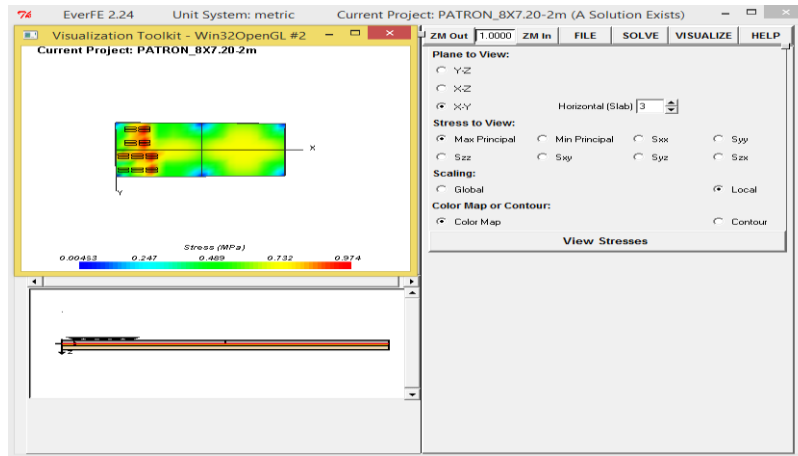 EverFE 2.24 Unit System: metric Current Project: PATRON_8X7.20-2m (A Solution Exists)
Visualization Toolkit - Win32OpenGL #2
Current Project: PATRON_8X7.20-2m
X
Y
Stress (MPa)
0.00453 0.247 0.489 0.732 0.974
z
ZM Out 1.0000 ZM In FILE SOLVE VISUALIZE HELP
Plane to View:
Y-Z
X-Z
X-Y Horizontal (Slab) 3
Stress to View:
Max Principal Min Principal Sxx Syy
Szz Sxy Syz Szx
Scaling:
Global Local
Color Map or Contour:
Color Map Contour
View Stresses